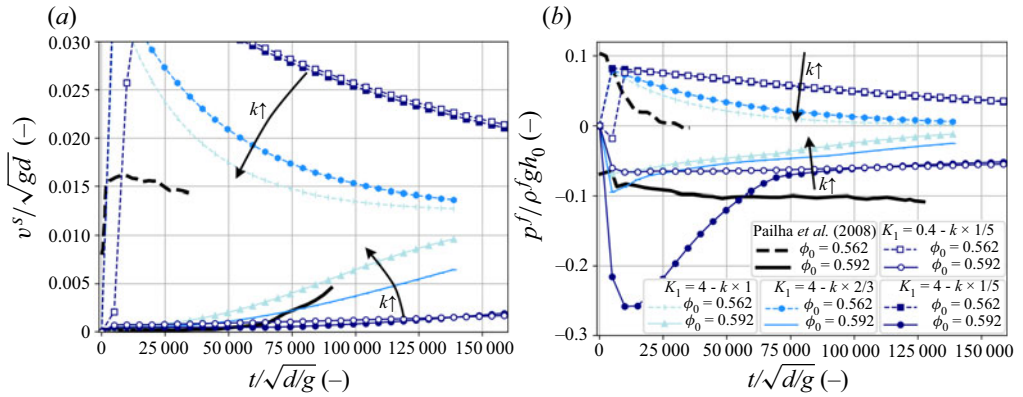 (a)
(b)
0.030
0.025
0.020
0.015
0.010
0.005
0
v^s/√gd (–)
k↑
k↑
0
25 000
50 000
75 000
100 000
125 000
150 000
t/√d/g (–)
0.1
0
−0.1
−0.2
−0.3
p^f/ρ^f gh_0 (–)
k↑
k↑
Pailha et al. (2008)
ϕ_0 = 0.562
ϕ_0 = 0.592
K_1 = 0.4 - k × 1/5
ϕ_0 = 0.562
ϕ_0 = 0.592
K_1 = 4 - k × 1
ϕ_0 = 0.562
ϕ_0 = 0.592
K_1 = 4 - k × 2/3
ϕ_0 = 0.562
ϕ_0 = 0.592
K_1 = 4 - k × 1/5
ϕ_0 = 0.562
ϕ_0 = 0.592
0
25 000
50 000
75 000
100 000
125 000
150 000
t/√d/g (–)